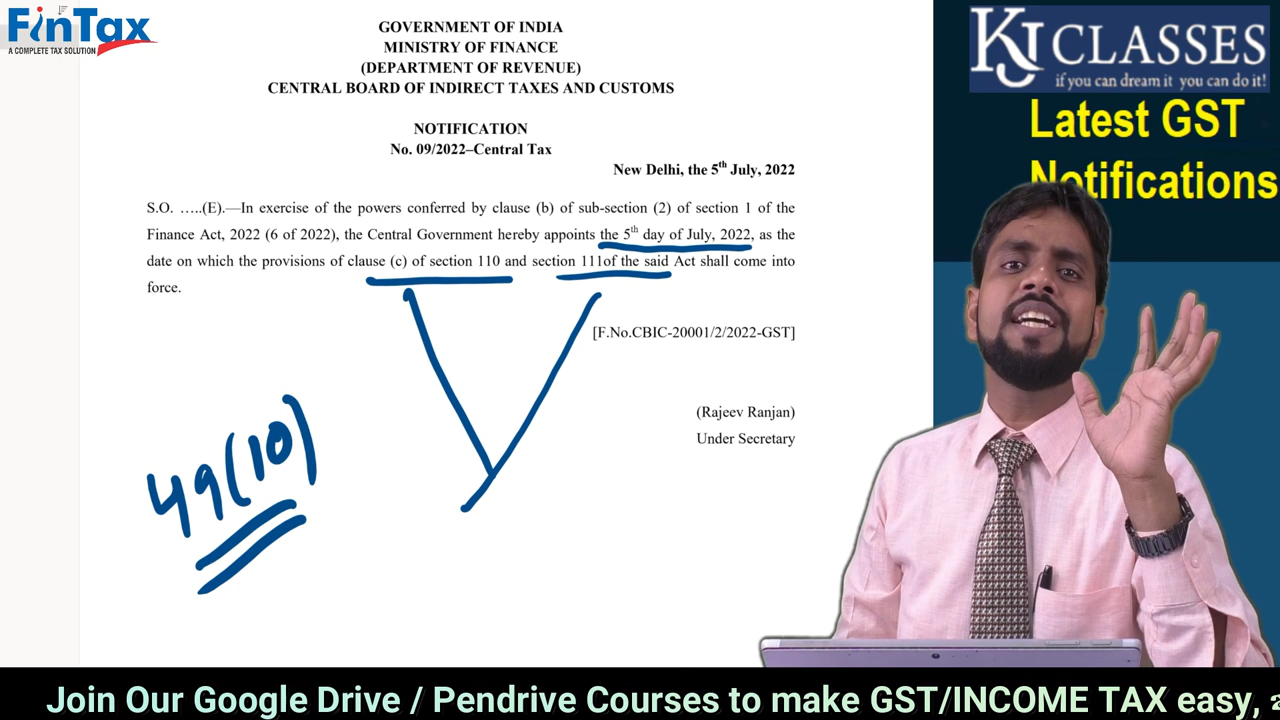 FinTax
A COMPLETE TAX SOLUTION
GOVERNMENT OF INDIA
MINISTRY OF FINANCE
(DEPARTMENT OF REVENUE)
CENTRAL BOARD OF INDIRECT TAXES AND CUSTOMS
NOTIFICATION
No. 09/2022–Central Tax
New Delhi, the 5th July, 2022
S.O. …..(E).—In exercise of the powers conferred by clause (b) of sub-section (2) of section 1 of the
Finance Act, 2022 (6 of 2022), the Central Government hereby appoints the 5th day of July, 2022, as the
date on which the provisions of clause (c) of section 110 and section 111of the said Act shall come into
force.
[F.No.CBIC-20001/2/2022-GST]
(Rajeev Ranjan)
Under Secretary
49(10)
KJ CLASSES
if you can dream it you can do it!
Latest GST
Notifications
Join Our Google Drive / Pendrive Courses to make GST/INCOME TAX easy,